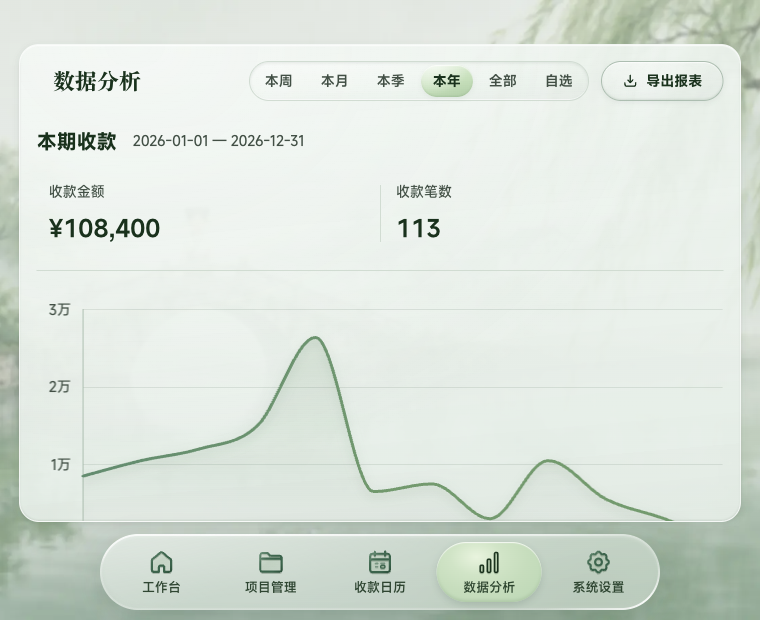 数据分析
本周 本月 本季 本年 全部 自选
导出报表
本期收款 2026-01-01 — 2026-12-31
收款金额 收款笔数
¥108,400 113
3万
2万
1万
工作台 项目管理 收款日历 数据分析 系统设置